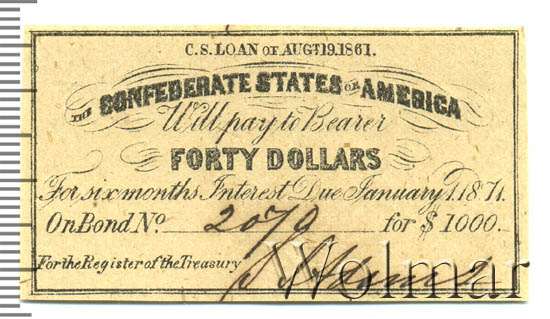 C.S. LOAN OF AUGT.19.1861.
THE CONFEDERATE STATES OF AMERICA
Will pay to Bearer
FORTY DOLLARS
For six months Interest Due January 1.1871.
On Bond No. 2079 for $1000.
For the Register of the Treasury
Wolmar